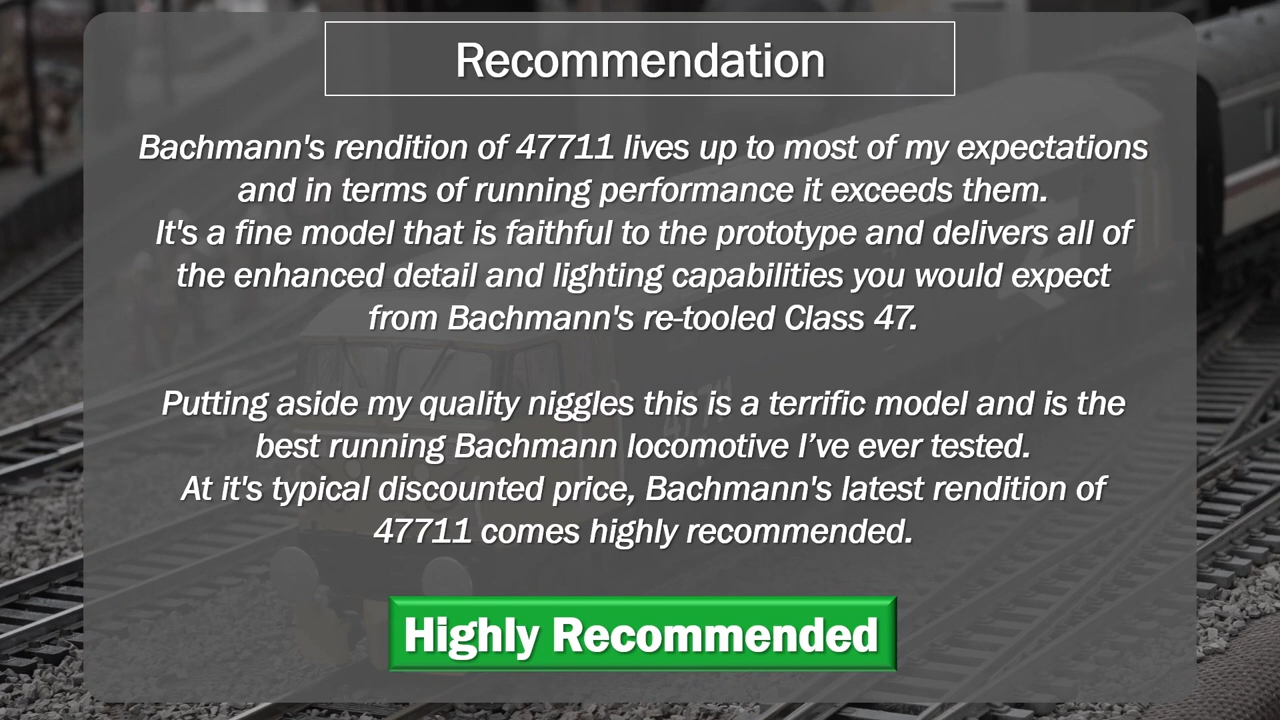 Recommendation
Bachmann's rendition of 47711 lives up to most of my expectations
and in terms of running performance it exceeds them.
It's a fine model that is faithful to the prototype and delivers all of
the enhanced detail and lighting capabilities you would expect
from Bachmann's re-tooled Class 47.
Putting aside my quality niggles this is a terrific model and is the
best running Bachmann locomotive I’ve ever tested.
At it's typical discounted price, Bachmann's latest rendition of
47711 comes highly recommended.
Highly Recommended